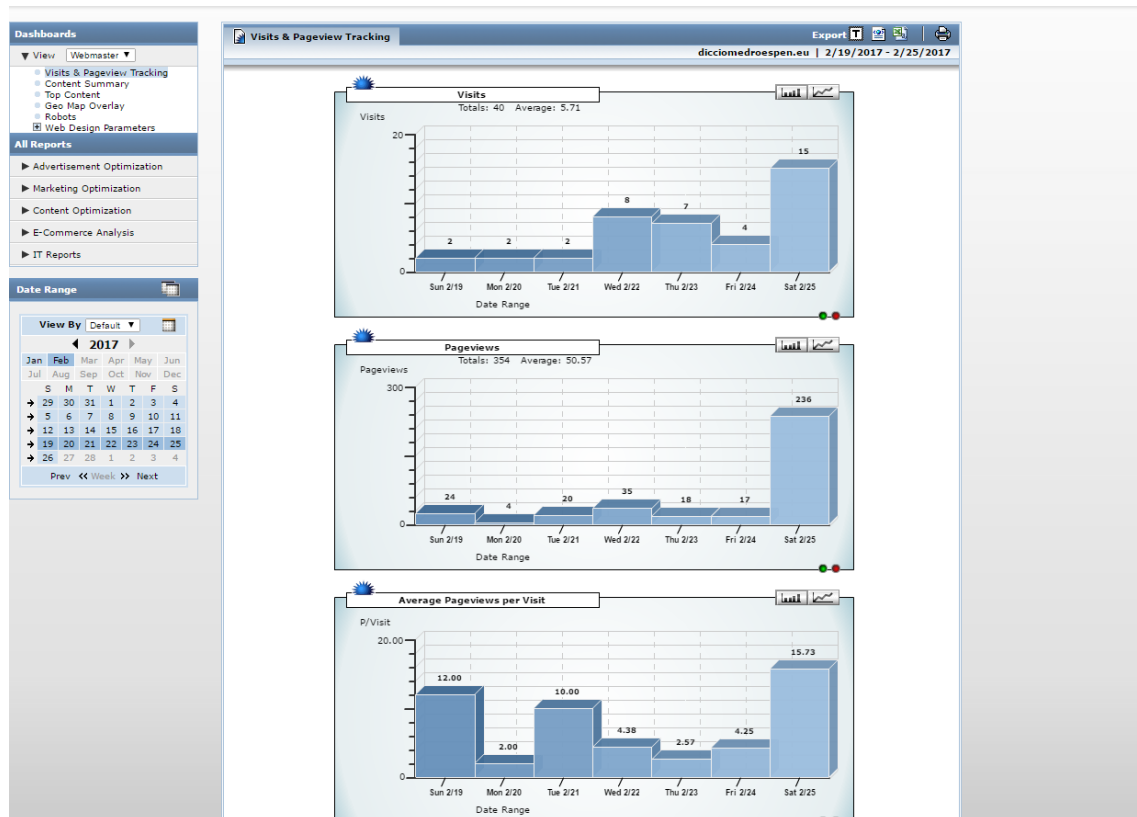 Dashboards
View Webmaster ▼
Visits & Pageview Tracking
Content Summary
Top Content
Geo Map Overlay
Robots
Web Design Parameters
All Reports
Advertisement Optimization
Marketing Optimization
Content Optimization
E-Commerce Analysis
IT Reports
Date Range
View By Default ▼
2017
Jan Feb Mar Apr May Jun
Jul Aug Sep Oct Nov Dec
S M T W T F S
29 30 31 1 2 3 4
5 6 7 8 9 10 11
12 13 14 15 16 17 18
19 20 21 22 23 24 25
26 27 28 1 2 3 4
Prev << Week >> Next
Visits & Pageview Tracking
Export T
dicciomedroespen.eu | 2/19/2017 - 2/25/2017
Visits
Totals: 40 Average: 5.71
Visits
20
15
8
7
4
2 2 2
0
Sun 2/19 Mon 2/20 Tue 2/21 Wed 2/22 Thu 2/23 Fri 2/24 Sat 2/25
Date Range
Pageviews
Totals: 354 Average: 50.57
Pageviews
300
236
24 4 20 35 18 17
0
Sun 2/19 Mon 2/20 Tue 2/21 Wed 2/22 Thu 2/23 Fri 2/24 Sat 2/25
Date Range
Average Pageviews per Visit
P/Visit
20.00
15.73
12.00
10.00
4.38
4.25
2.57
2.00
0
Sun 2/19 Mon 2/20 Tue 2/21 Wed 2/22 Thu 2/23 Fri 2/24 Sat 2/25
Date Range